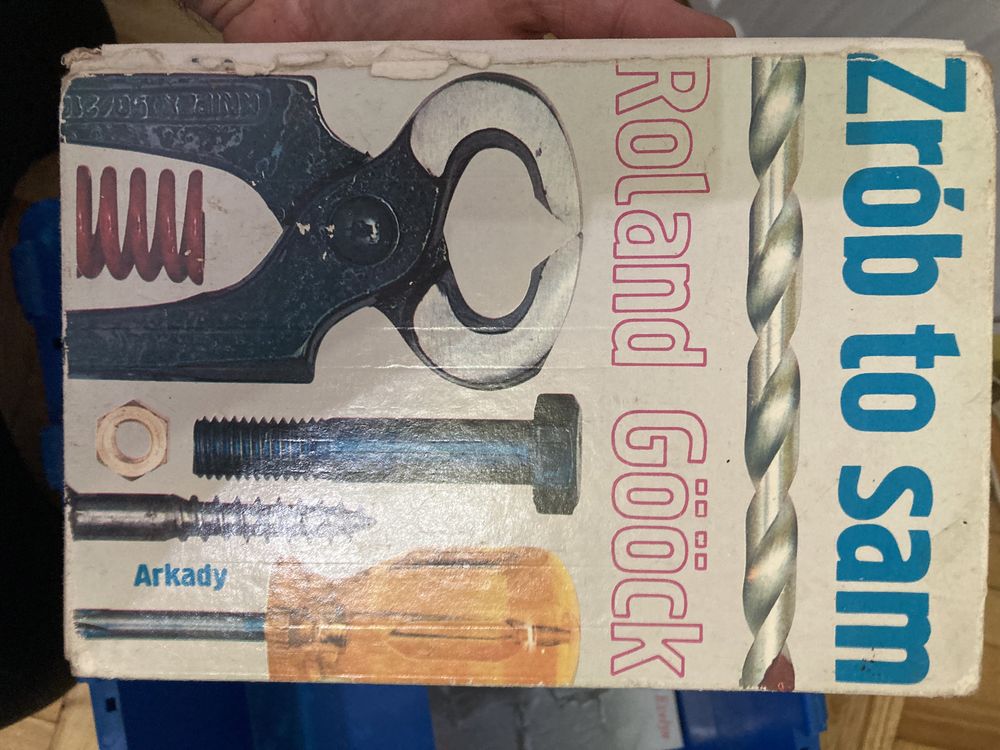 Zrób to sam
Roland Gööck
Arkady